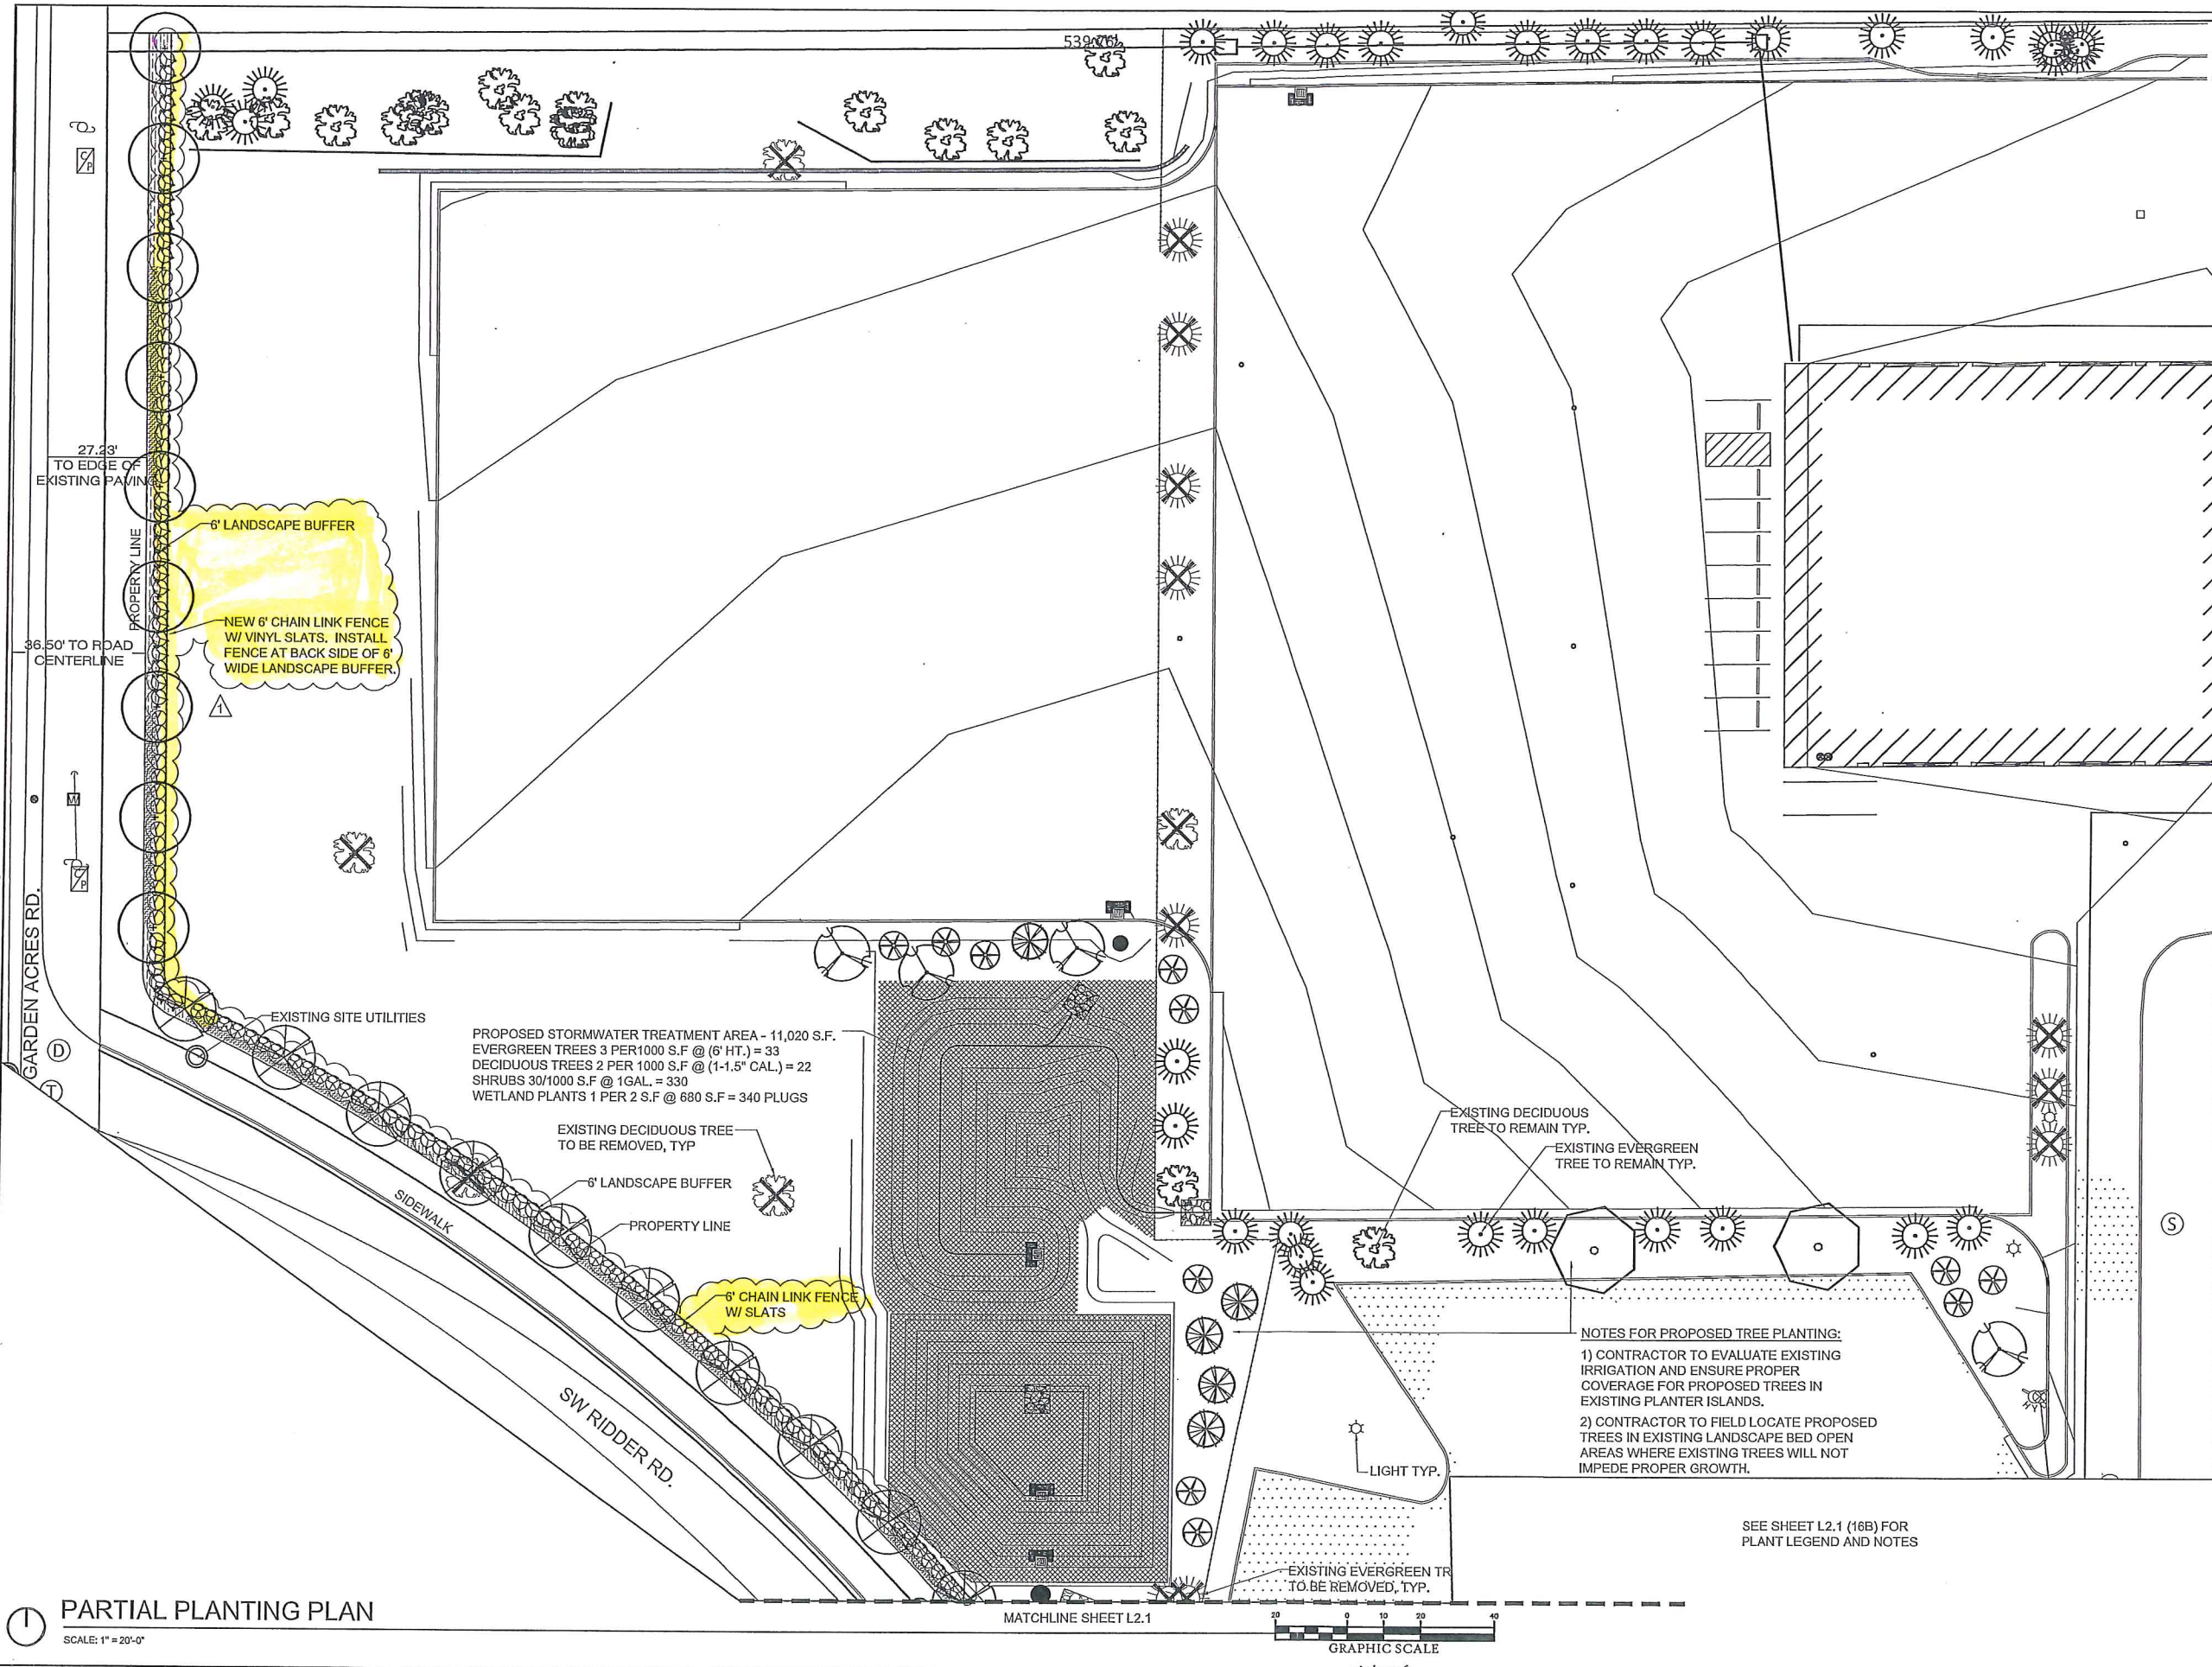 27.23'
TO EDGE OF
EXISTING PAVING
PROPERTY LINE
6' LANDSCAPE BUFFER
NEW 6' CHAIN LINK FENCE
W/ VINYL SLATS. INSTALL
FENCE AT BACK SIDE OF 6'
WIDE LANDSCAPE BUFFER.
1
36.50' TO ROAD
CENTERLINE
C/P
W
C/P
GARDEN ACRES RD.
D
T
EXISTING SITE UTILITIES
PROPOSED STORMWATER TREATMENT AREA - 11,020 S.F.
EVERGREEN TREES 3 PER1000 S.F @ (6' HT.) = 33
DECIDUOUS TREES 2 PER 1000 S.F @ (1-1.5" CAL.) = 22
SHRUBS 30/1000 S.F @ 1GAL. = 330
WETLAND PLANTS 1 PER 2 S.F @ 680 S.F = 340 PLUGS
EXISTING DECIDUOUS TREE
TO BE REMOVED, TYP
6' LANDSCAPE BUFFER
PROPERTY LINE
SIDEWALK
6' CHAIN LINK FENCE
W/ SLATS
SW RIDDER RD.
EXISTING DECIDUOUS
TREE TO REMAIN TYP.
EXISTING EVERGREEN
TREE TO REMAIN TYP.
S
NOTES FOR PROPOSED TREE PLANTING:
1) CONTRACTOR TO EVALUATE EXISTING
IRRIGATION AND ENSURE PROPER
COVERAGE FOR PROPOSED TREES IN
EXISTING PLANTER ISLANDS.
2) CONTRACTOR TO FIELD LOCATE PROPOSED
TREES IN EXISTING LANDSCAPE BED OPEN
AREAS WHERE EXISTING TREES WILL NOT
IMPEDE PROPER GROWTH.
LIGHT TYP.
HY
SEE SHEET L2.1 (16B) FOR
PLANT LEGEND AND NOTES
EXISTING EVERGREEN TR
TO BE REMOVED, TYP.
PARTIAL PLANTING PLAN
SCALE: 1" = 20'-0"
MATCHLINE SHEET L2.1
20 0 10 20 40
GRAPHIC SCALE